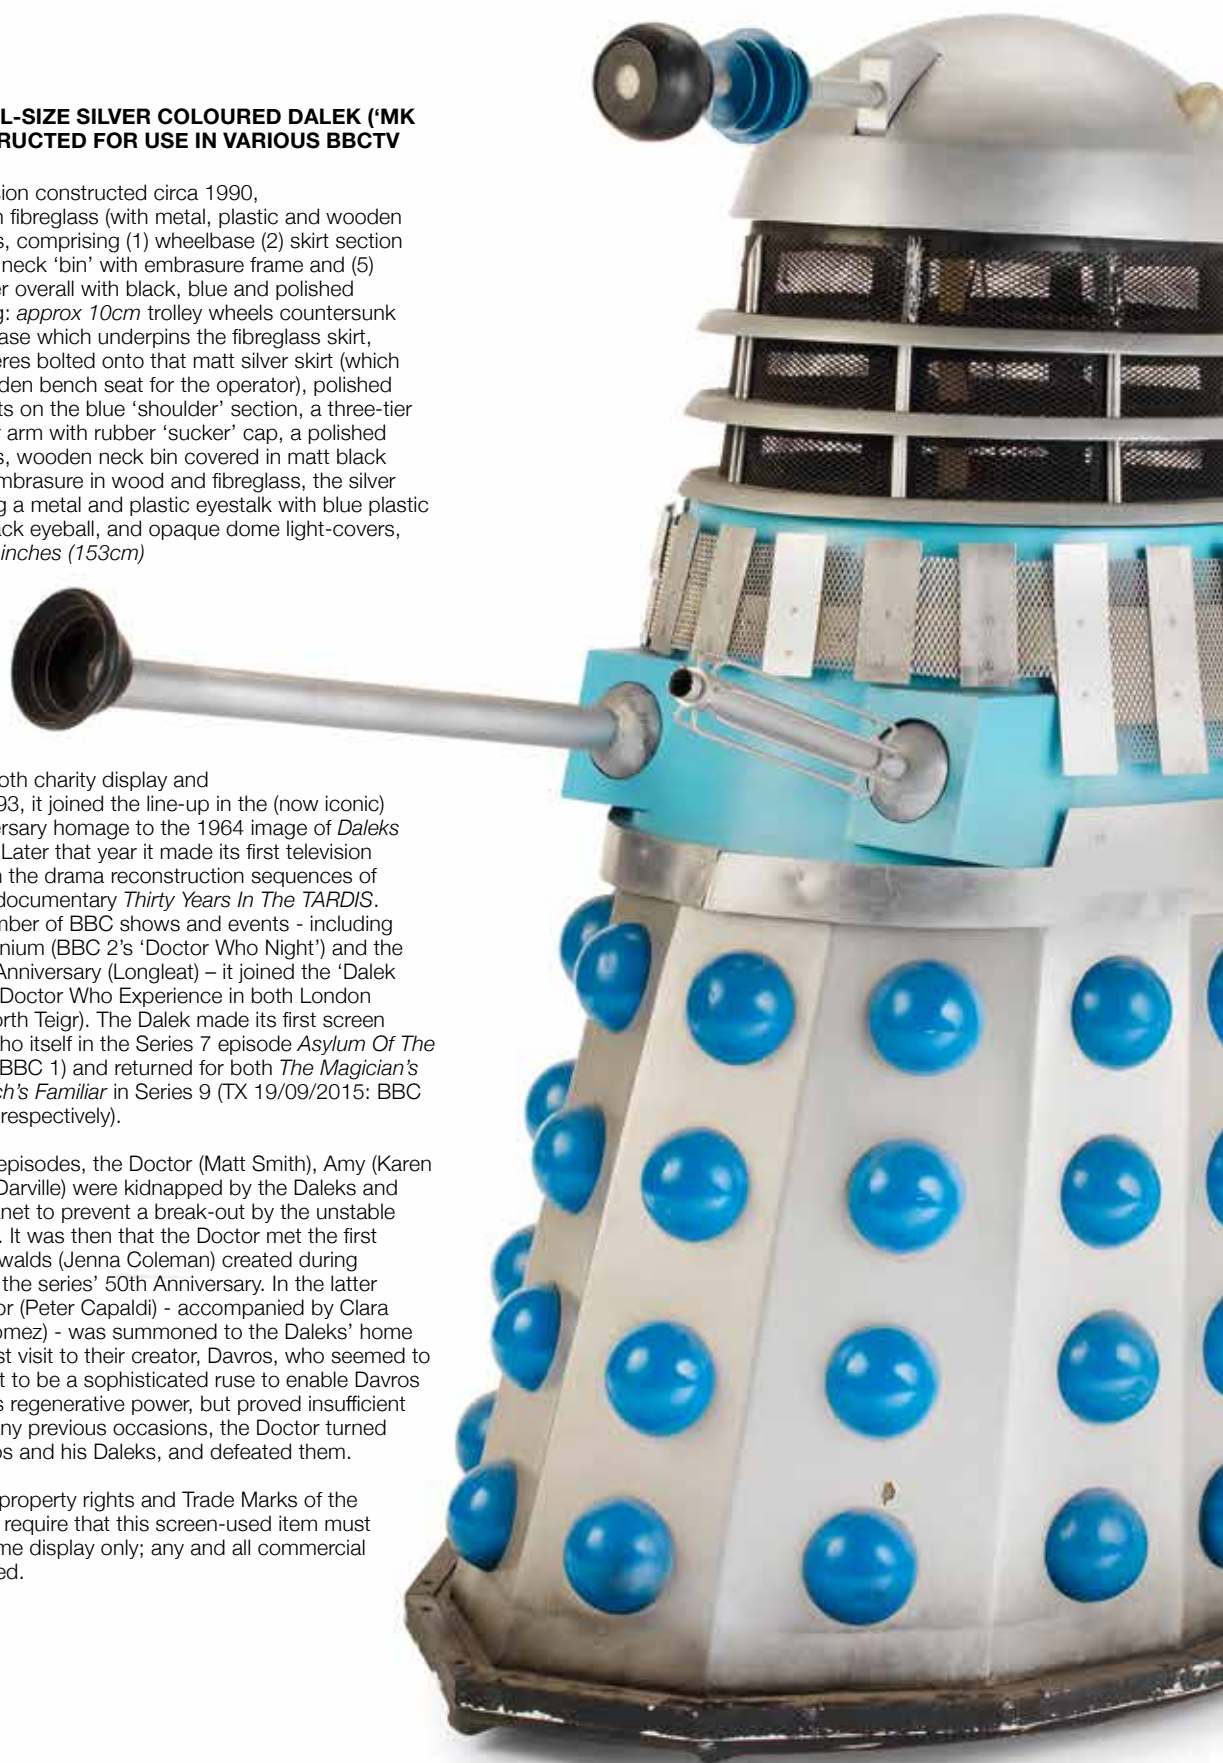 L-SIZE SILVER COLOURED DALEK (‘MK
RUCTED FOR USE IN VARIOUS BBCTV
sion constructed circa 1990,
n fibreglass (with metal, plastic and wooden
s, comprising (1) wheelbase (2) skirt section
neck ‘bin’ with embrasure frame and (5)
er overall with black, blue and polished
g: approx 10cm trolley wheels countersunk
ase which underpins the fibreglass skirt,
eres bolted onto that matt silver skirt (which
den bench seat for the operator), polished
ts on the blue ‘shoulder’ section, a three-tier
r arm with rubber ‘sucker’ cap, a polished
s, wooden neck bin covered in matt black
mbrasure in wood and fibreglass, the silver
g a metal and plastic eyestalk with blue plastic
ack eyeball, and opaque dome light-covers,
inches (153cm)
oth charity display and
93, it joined the line-up in the (now iconic)
ersary homage to the 1964 image of Daleks
Later that year it made its first television
n the drama reconstruction sequences of
documentary Thirty Years In The TARDIS.
mber of BBC shows and events - including
nium (BBC 2’s ‘Doctor Who Night’) and the
Anniversary (Longleat) – it joined the ‘Dalek
Doctor Who Experience in both London
orth Teigr). The Dalek made its first screen
ho itself in the Series 7 episode Asylum Of The
BBC 1) and returned for both The Magician’s
ch’s Familiar in Series 9 (TX 19/09/2015: BBC
respectively).
episodes, the Doctor (Matt Smith), Amy (Karen
Darville) were kidnapped by the Daleks and
anet to prevent a break-out by the unstable
. It was then that the Doctor met the first
walds (Jenna Coleman) created during
the series’ 50th Anniversary. In the latter
or (Peter Capaldi) - accompanied by Clara
omez) - was summoned to the Daleks’ home
st visit to their creator, Davros, who seemed to
t to be a sophisticated ruse to enable Davros
s regenerative power, but proved insufficient
ny previous occasions, the Doctor turned
os and his Daleks, and defeated them.
property rights and Trade Marks of the
require that this screen-used item must
me display only; any and all commercial
ed.